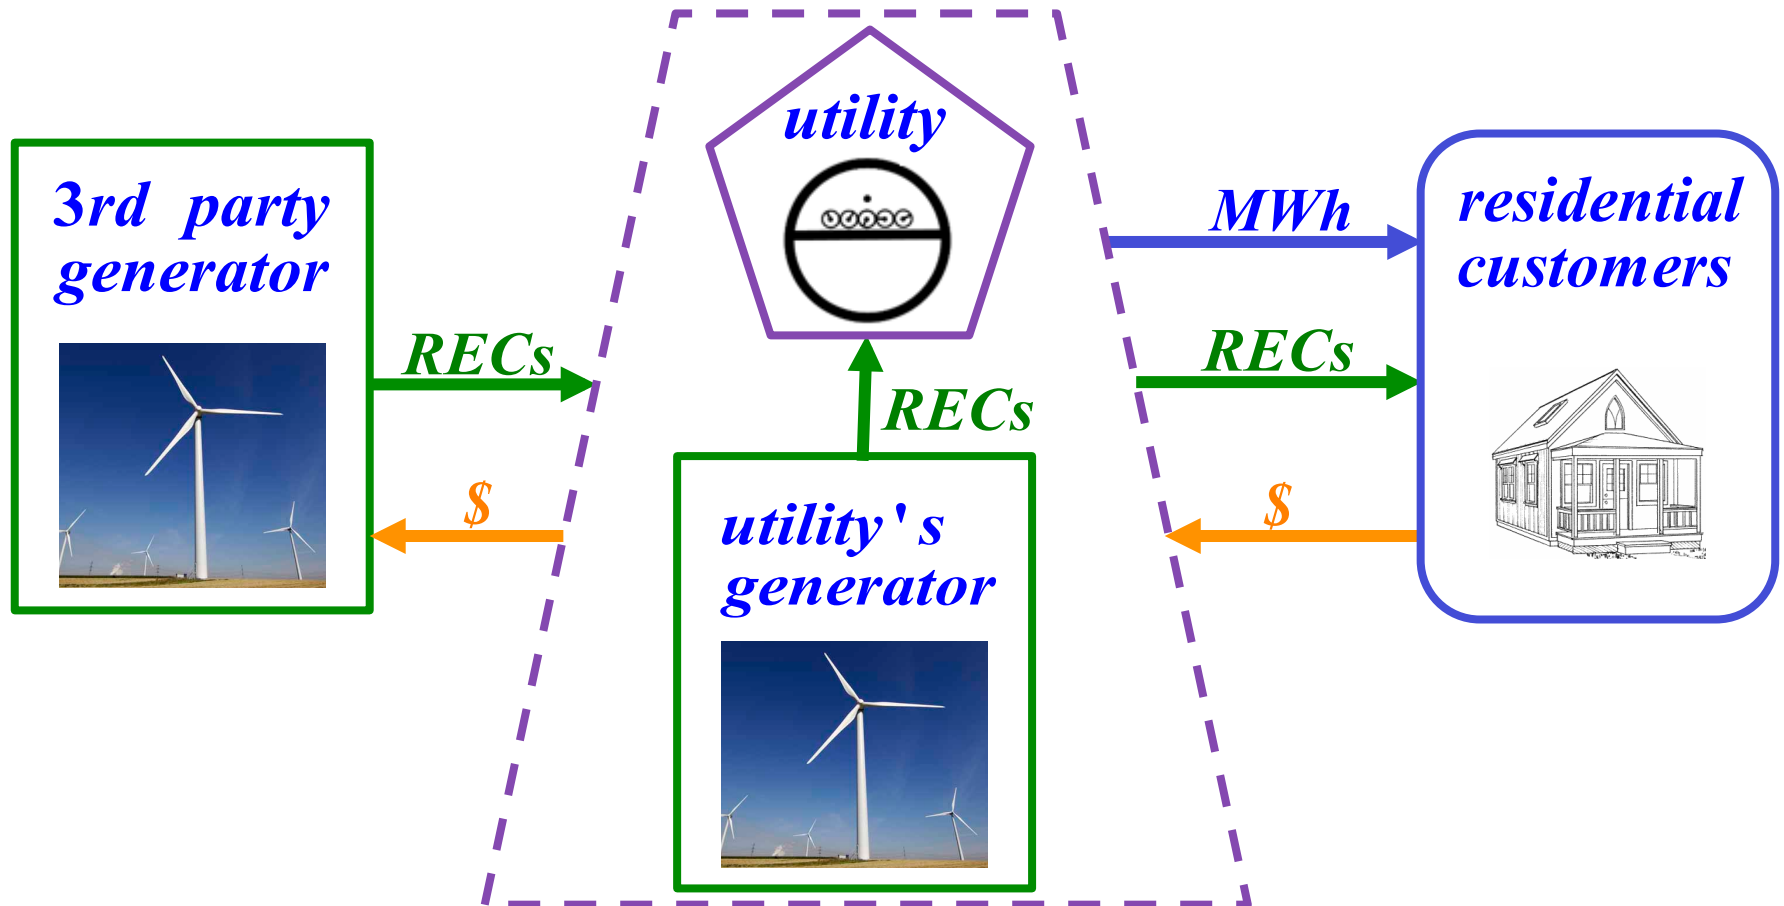 utility
3rd party
generator
MWh
residential
customers
RECs
RECs
RECs
$
$
utility's
generator